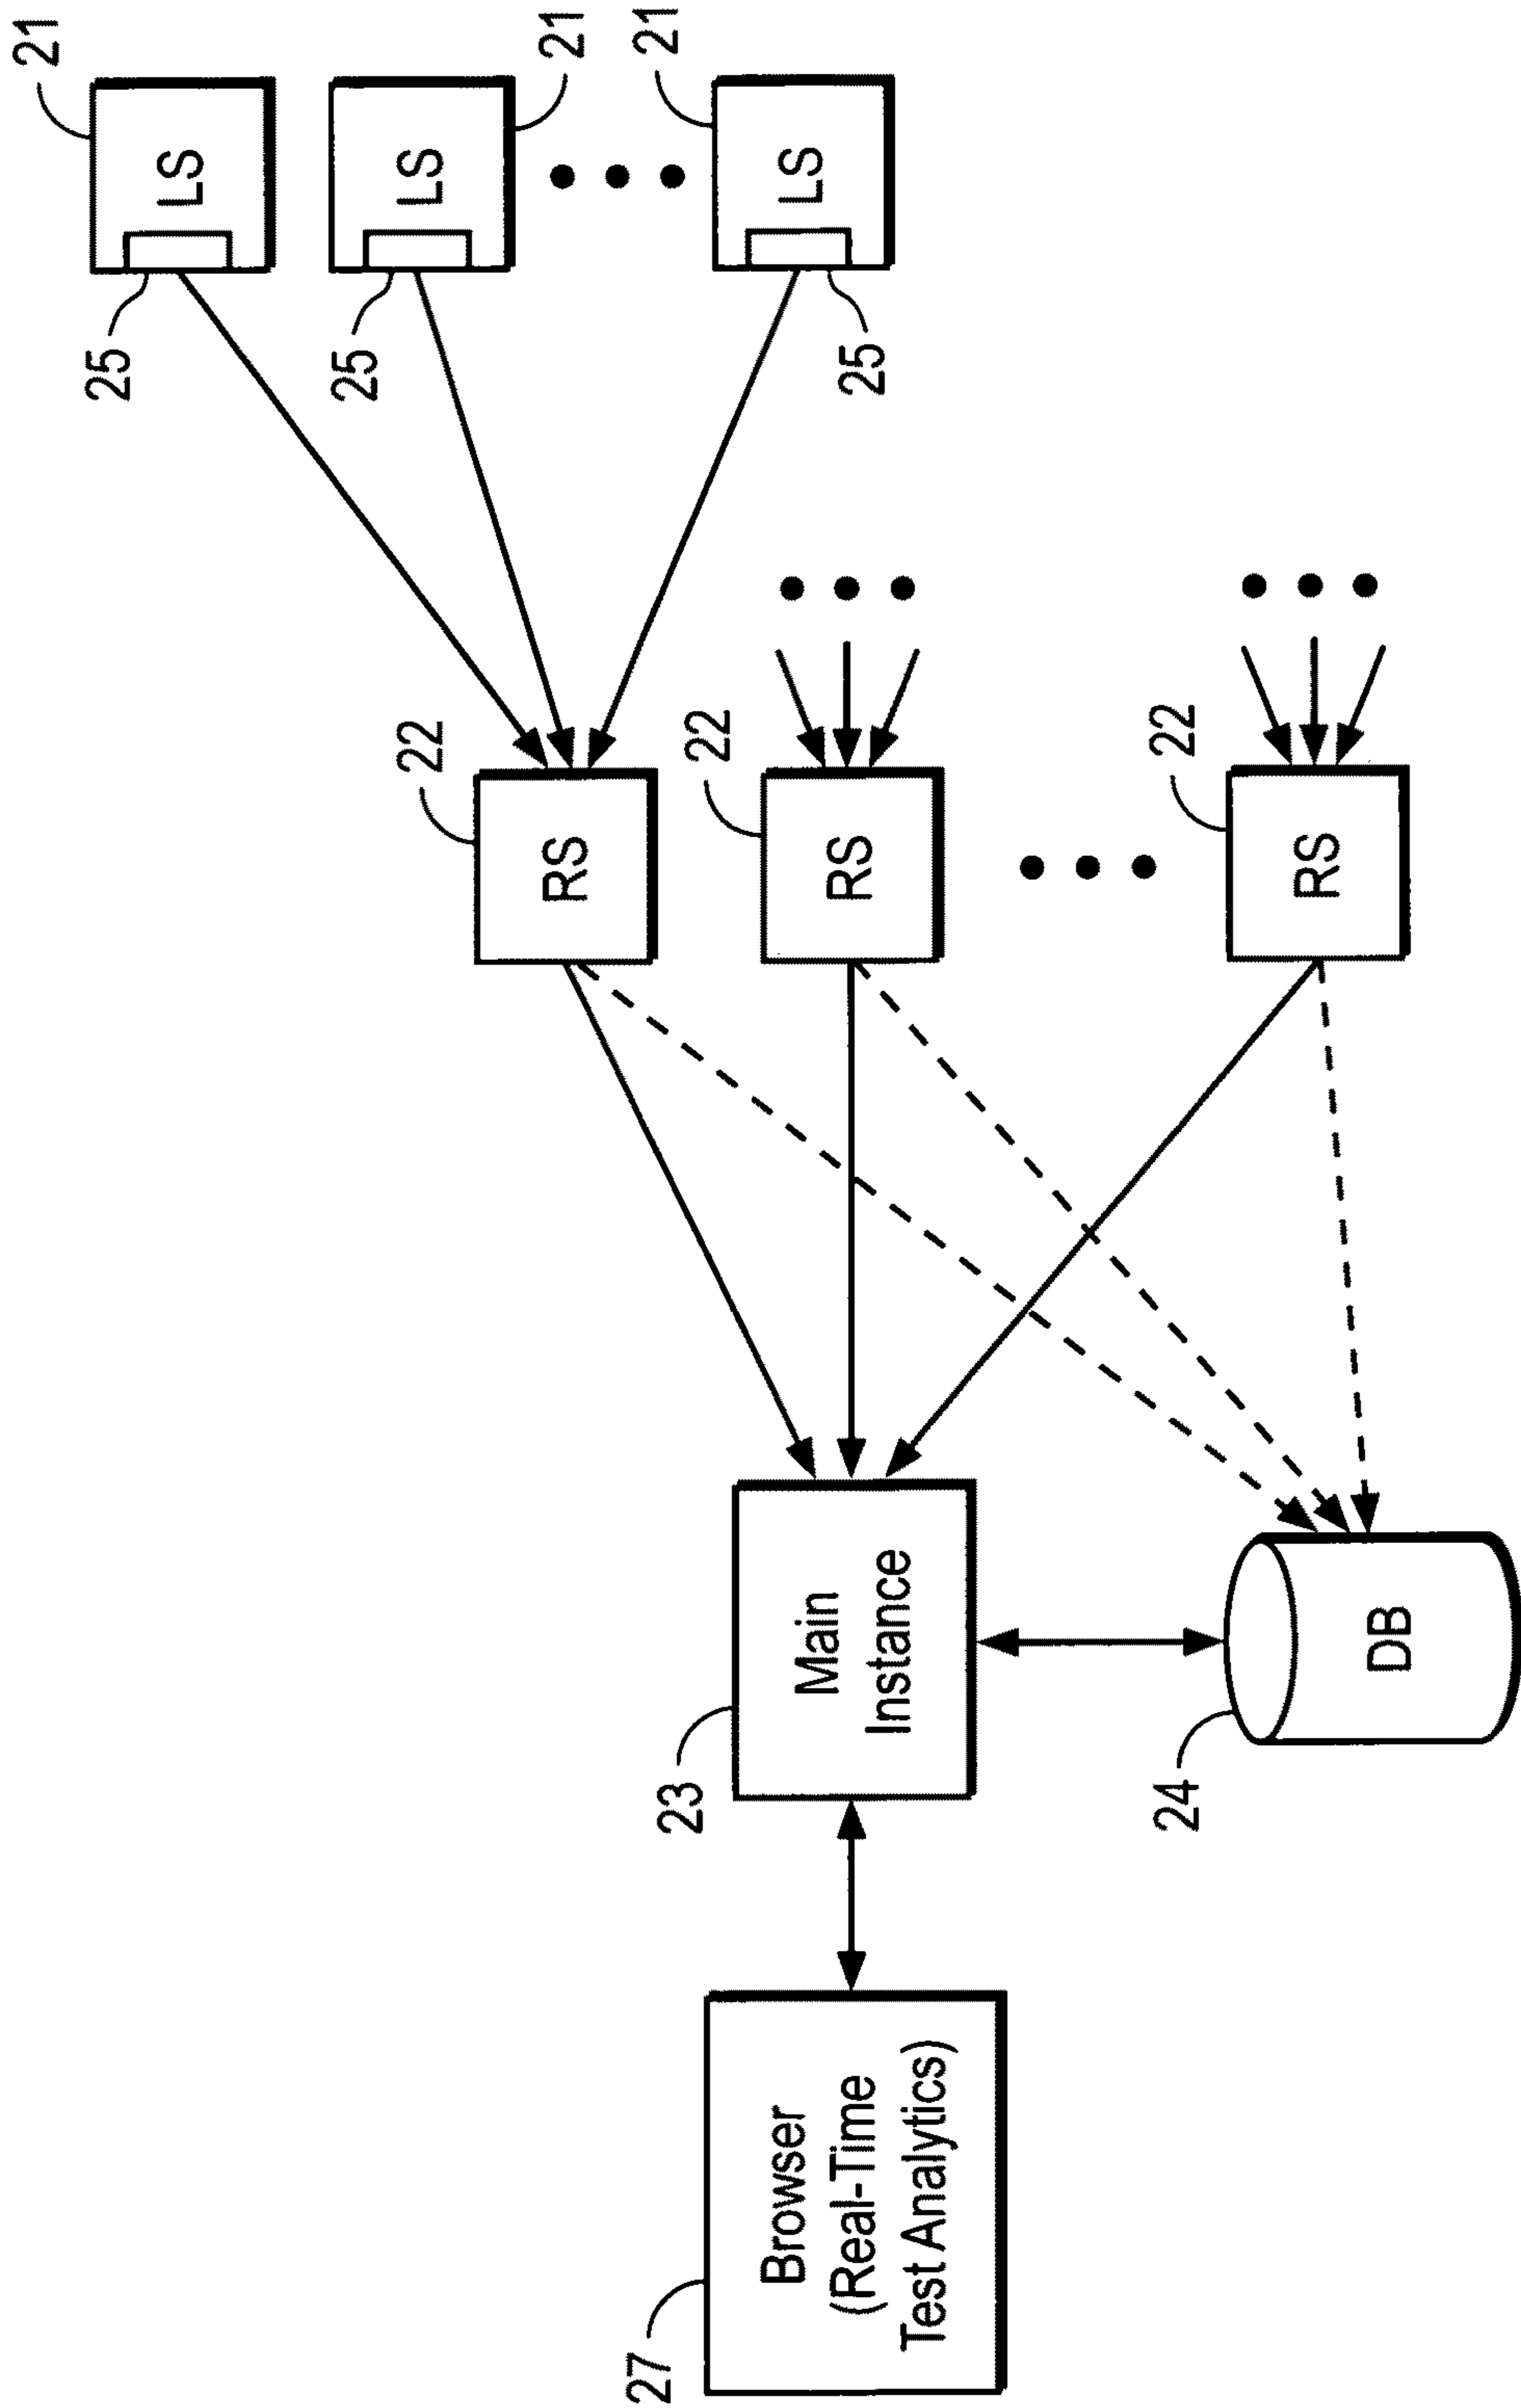 21
LS
25
21
LS
25
21
LS
25
22
RS
22
RS
22
RS
23
Main
Instance
24
DB
27
Browser
(Real-Time
Test Analytics)